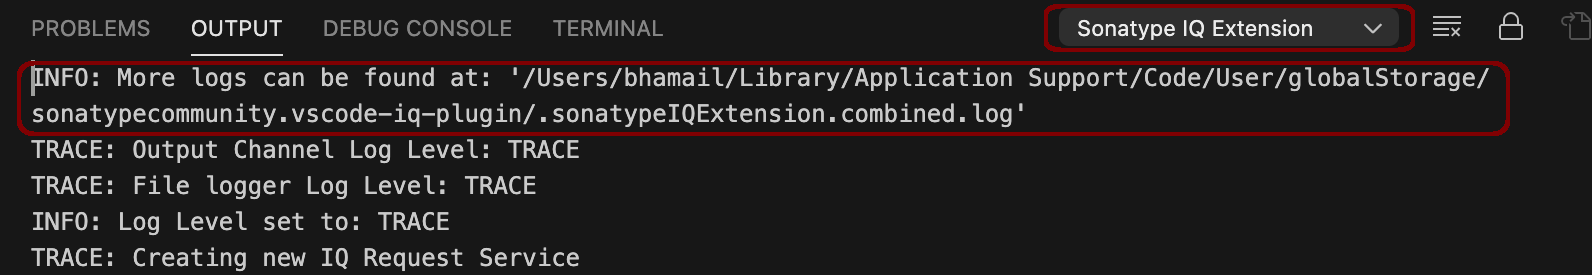 PROBLEMS OUTPUT DEBUG CONSOLE TERMINAL Sonatype IQ Extension
INFO: More logs can be found at: '/Users/bhamail/Library/Application Support/Code/User/globalStorage/
sonatypecommunity.vscode-iq-plugin/.sonatypeIQExtension.combined.log'
TRACE: Output Channel Log Level: TRACE
TRACE: File logger Log Level: TRACE
INFO: Log Level set to: TRACE
TRACE: Creating new IQ Request Service